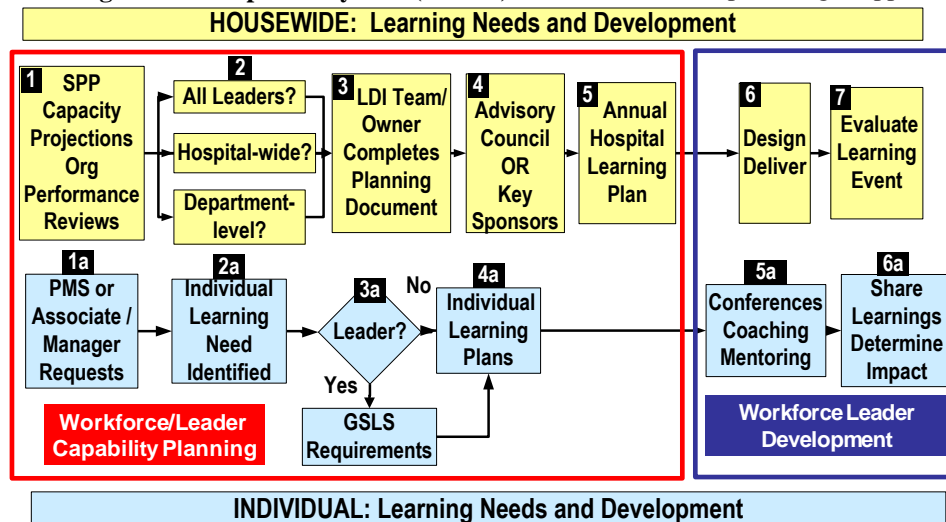 HOUSEWIDE: Learning Needs and Development
1
SPP
Capacity
Projections
Org
Performance
Reviews
2
All Leaders?
Hospital-wide?
Department-
level?
3
LDI Team/
Owner
Completes
Planning
Document
4
Advisory
Council
OR
Key
Sponsors
5
Annual
Hospital
Learning
Plan
6
Design
Deliver
7
Evaluate
Learning
Event
1a
PMS or
Associate /
Manager
Requests
2a
Individual
Learning
Need
Identified
3a
Leader?
No
Yes
GSLS
Requirements
4a
Individual
Learning
Plans
5a
Conferences
Coaching
Mentoring
6a
Share
Learnings
Determine
Impact
Workforce/Leader
Capability Planning
Workforce Leader
Development
INDIVIDUAL: Learning Needs and Development